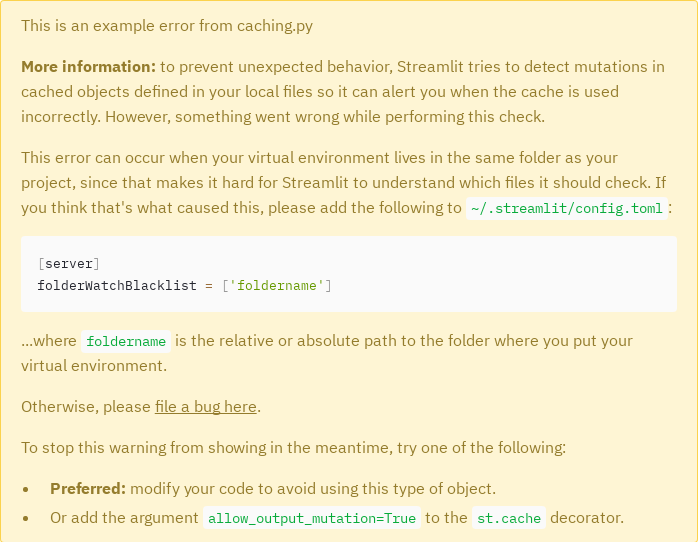 This is an example error from caching.py
More information: to prevent unexpected behavior, Streamlit tries to detect mutations in
cached objects defined in your local files so it can alert you when the cache is used
incorrectly. However, something went wrong while performing this check.
This error can occur when your virtual environment lives in the same folder as your
project, since that makes it hard for Streamlit to understand which files it should check. If
you think that's what caused this, please add the following to ~/.streamlit/config.toml:
[server]
folderWatchBlacklist = ['foldername']
...where foldername is the relative or absolute path to the folder where you put your
virtual environment.
Otherwise, please file a bug here.
To stop this warning from showing in the meantime, try one of the following:
• Preferred: modify your code to avoid using this type of object.
• Or add the argument allow_output_mutation=True to the st.cache decorator.